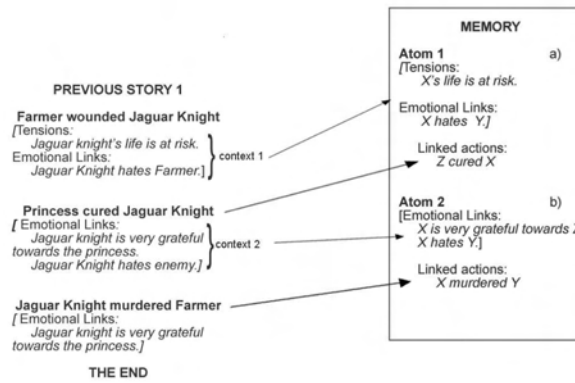 PREVIOUS STORY 1
Farmer wounded Jaguar Knight
[Tensions:
Jaguar knight's life is at risk.
Emotional Links:
Jaguar Knight hates Farmer.]
context 1
Princess cured Jaguar Knight
[ Emotional Links:
Jaguar knight is very grateful
towards the princess.
Jaguar Knight hates enemy.]
context 2
Jaguar Knight murdered Farmer
[ Emotional Links:
Jaguar knight is very grateful
towards the princess.]
THE END
MEMORY
Atom 1 a)
[Tensions:
X's life is at risk.
Emotional Links:
X hates Y.]
Linked actions:
Z cured X
Atom 2 b)
[Emotional Links:
X is very grateful towards
X hates Y.]
Linked actions:
X murdered Y